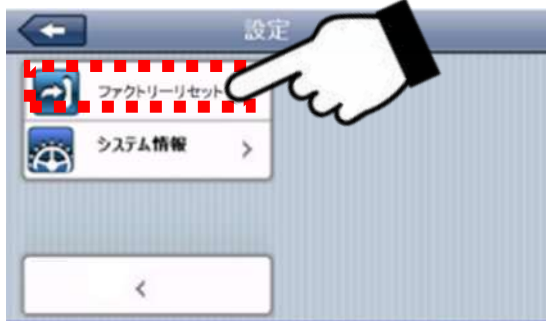 設定
ファクトリーリセット
システム情報